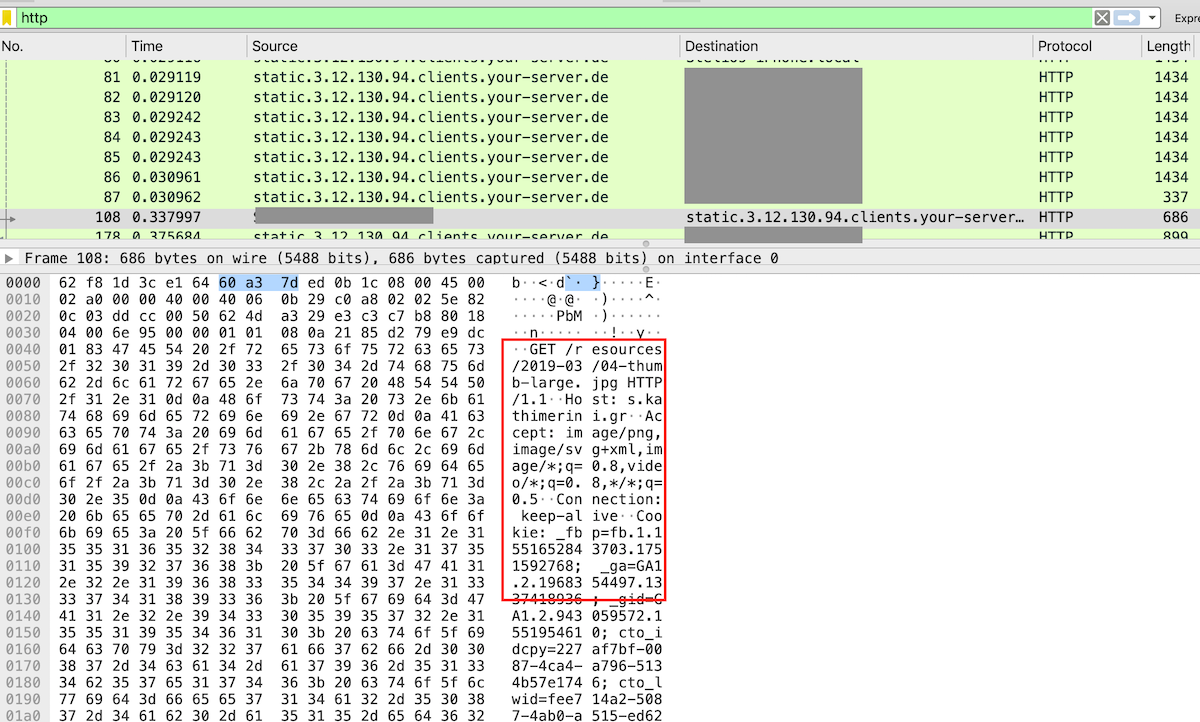 http
Expre
No. Time Source Destination Protocol Length
81 0.029119 static.3.12.130.94.clients.your-server.de HTTP 1434
82 0.029120 static.3.12.130.94.clients.your-server.de HTTP 1434
83 0.029242 static.3.12.130.94.clients.your-server.de HTTP 1434
84 0.029243 static.3.12.130.94.clients.your-server.de HTTP 1434
85 0.029243 static.3.12.130.94.clients.your-server.de HTTP 1434
86 0.030961 static.3.12.130.94.clients.your-server.de HTTP 1434
87 0.030962 static.3.12.130.94.clients.your-server.de HTTP 337
108 0.337997 static.3.12.130.94.clients.your-server… HTTP 686
178 0.375684 static.3.12.130.94.clients.your-server.de HTTP 899
Frame 108: 686 bytes on wire (5488 bits), 686 bytes captured (5488 bits) on interface 0
0000 62 f8 1d 3c e1 64 60 a3 7d ed 0b 1c 08 00 45 00 b··<·d`· }·····E·
0010 02 a0 00 00 40 00 40 06 0b 29 c0 a8 02 02 5e 82 ····@·@· ·)····^·
0020 0c 03 dd cc 00 50 62 4d a3 29 e3 c3 c7 b8 80 18 ·····PbM ·)······
0030 04 00 6e 95 00 00 01 01 08 0a 21 85 d2 79 e9 dc ··n····· ··!··y··
0040 01 83 47 45 54 20 2f 72 65 73 6f 75 72 63 65 73 ··GET /r esources
0050 2f 32 30 31 39 2d 30 33 2f 30 34 2d 74 68 75 6d /2019-03 /04-thum
0060 62 2d 6c 61 72 67 65 2e 6a 70 67 20 48 54 54 50 b-large. jpg HTTP
0070 2f 31 2e 31 0d 0a 48 6f 73 74 3a 20 73 2e 6b 61 /1.1··Ho st: s.ka
0080 74 68 69 6d 65 72 69 6e 69 2e 67 72 0d 0a 41 63 thimerin i.gr··Ac
0090 63 65 70 74 3a 20 69 6d 61 67 65 2f 70 6e 67 2c cept: im age/png,
00a0 69 6d 61 67 65 2f 73 76 67 2b 78 6d 6c 2c 69 6d image/sv g+xml,im
00b0 61 67 65 2f 2a 3b 71 3d 30 2e 38 2c 76 69 64 65 age/*;q= 0.8,vide
00c0 6f 2f 2a 3b 71 3d 30 2e 38 2c 2a 2f 2a 3b 71 3d o/*;q=0. 8,*/*;q=
00d0 30 2e 35 0d 0a 43 6f 6e 6e 65 63 74 69 6f 6e 3a 0.5··Con nection:
00e0 20 6b 65 65 70 2d 61 6c 69 76 65 0d 0a 43 6f 6f keep-al ive··Coo
00f0 6b 69 65 3a 20 5f 66 62 70 3d 66 62 2e 31 2e 31 kie: _fb p=fb.1.1
0100 35 35 31 36 35 32 38 34 33 37 30 33 2e 31 37 35 55165284 3703.175
0110 31 35 39 32 37 36 38 3b 20 5f 67 61 3d 47 41 31 1592768; _ga=GA1
0120 2e 32 2e 31 39 36 38 33 35 34 34 39 37 2e 31 33 .2.19683 54497.13
0130 33 37 34 31 38 39 33 36 3b 20 5f 67 69 64 3d 47 37418936 ; _gid=G
0140 41 31 2e 32 2e 39 34 33 30 35 39 35 37 32 2e 31 A1.2.943 059572.1
0150 35 35 31 39 35 34 36 31 30 3b 20 63 74 6f 5f 69 55195461 0; cto_i
0160 64 63 70 79 3d 32 32 37 61 66 37 62 66 2d 30 30 dcpy=227 af7bf-00
0170 38 37 2d 34 63 61 34 2d 61 37 39 36 2d 35 31 33 87-4ca4- a796-513
0180 34 62 35 37 65 31 37 34 36 3b 20 63 74 6f 5f 6c 4b57e174 6; cto_l
0190 77 69 64 3d 66 65 65 37 31 34 61 32 2d 35 30 38 wid=fee7 14a2-508
01a0 37 2d 34 61 62 30 2d 61 35 31 35 2d 65 64 36 32 7-4ab0-a 515-ed62